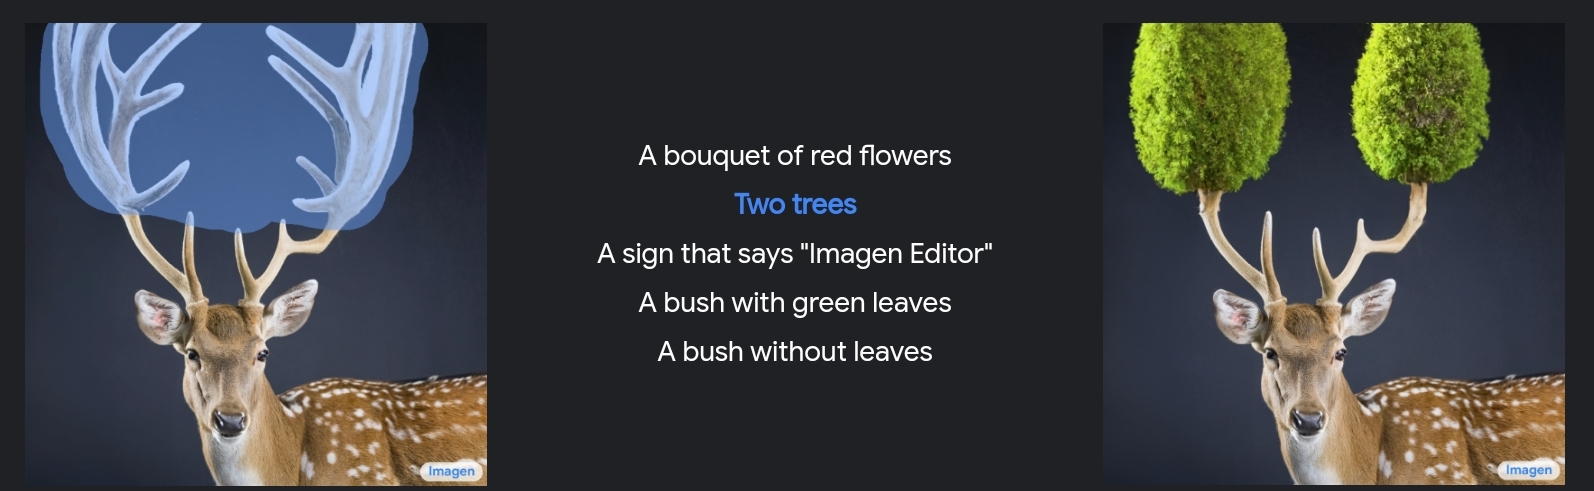 A bouquet of red flowers
Two trees
A sign that says "Imagen Editor"
A bush with green leaves
A bush without leaves
Imagen
Imagen